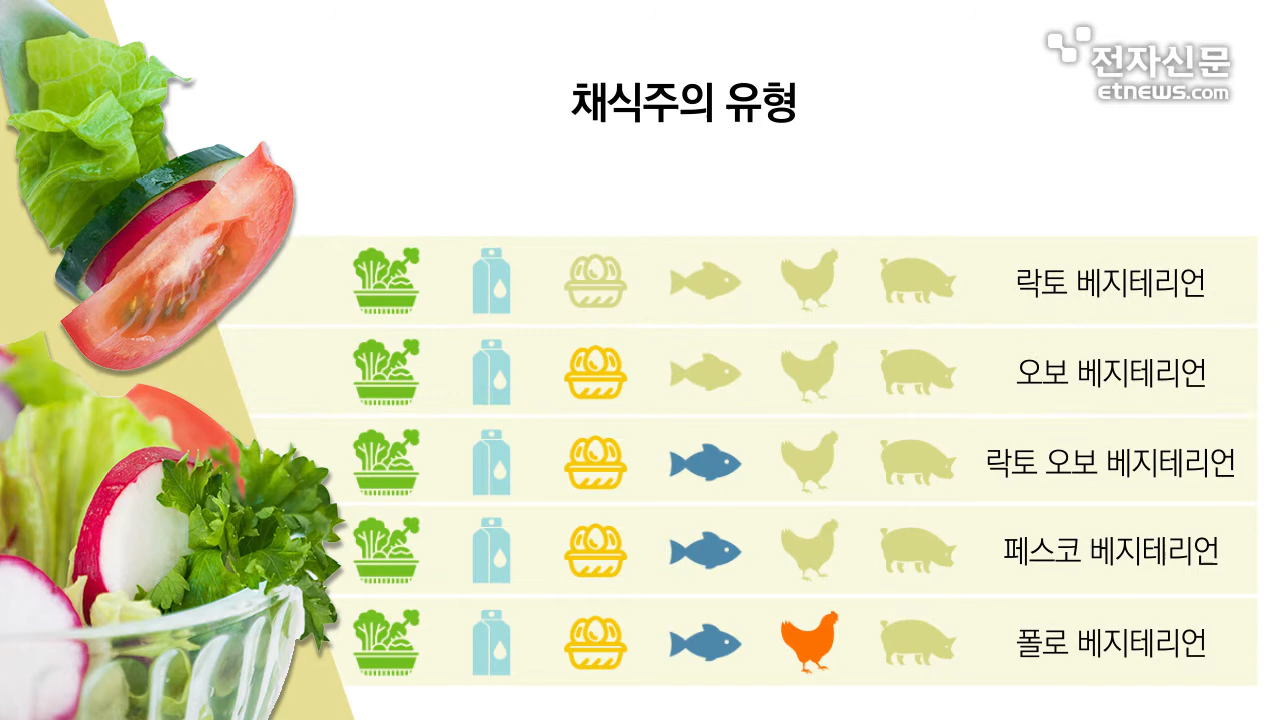 전자신문
etnews.com
채식주의 유형
락토 베지테리언
오보 베지테리언
락토 오보 베지테리언
페스코 베지테리언
폴로 베지테리언